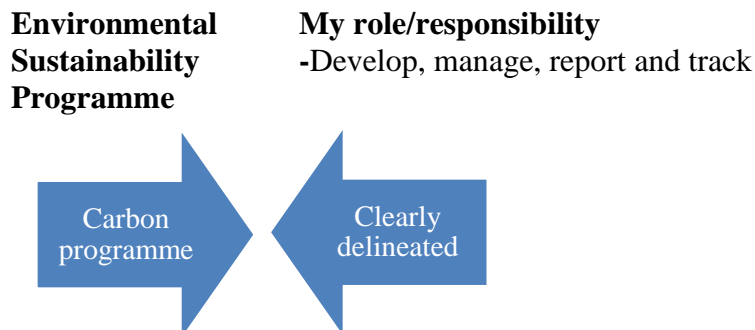 Environmental
Sustainability
Programme
My role/responsibility
-Develop, manage, report and track
Carbon
programme
Clearly
delineated